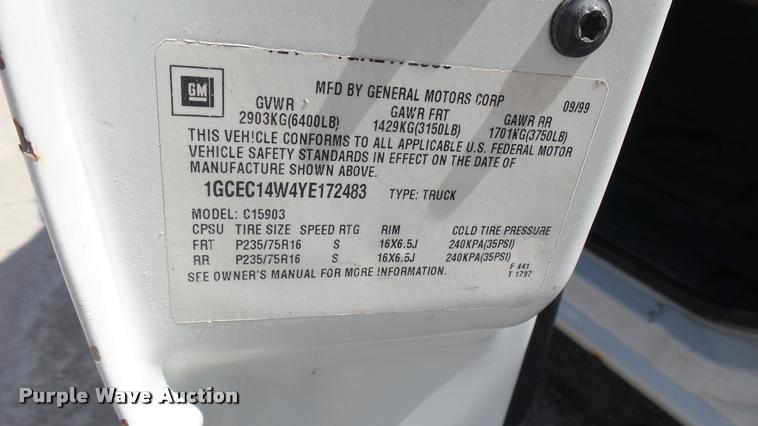 GM
MFD BY GENERAL MOTORS CORP 09/99
GVWR GAWR FRT GAWR RR
2903KG(6400LB) 1429KG(3150LB) 1701KG(3750LB)
THIS VEHICLE CONFORMS TO ALL APPLICABLE U.S. FEDERAL MOTOR
VEHICLE SAFETY STANDARDS IN EFFECT ON THE DATE OF
MANUFACTURE SHOWN ABOVE.
1GCEC14W4YE172483 TYPE: TRUCK
MODEL: C15903
CPSU TIRE SIZE SPEED RTG RIM COLD TIRE PRESSURE
FRT P235/75R16 S 16X6.5J 240KPA(35PSI)
RR P235/75R16 S 16X6.5J 240KPA(35PSI)
SEE OWNER'S MANUAL FOR MORE INFORMATION.
F 441
T 1797
Purple Wave Auction